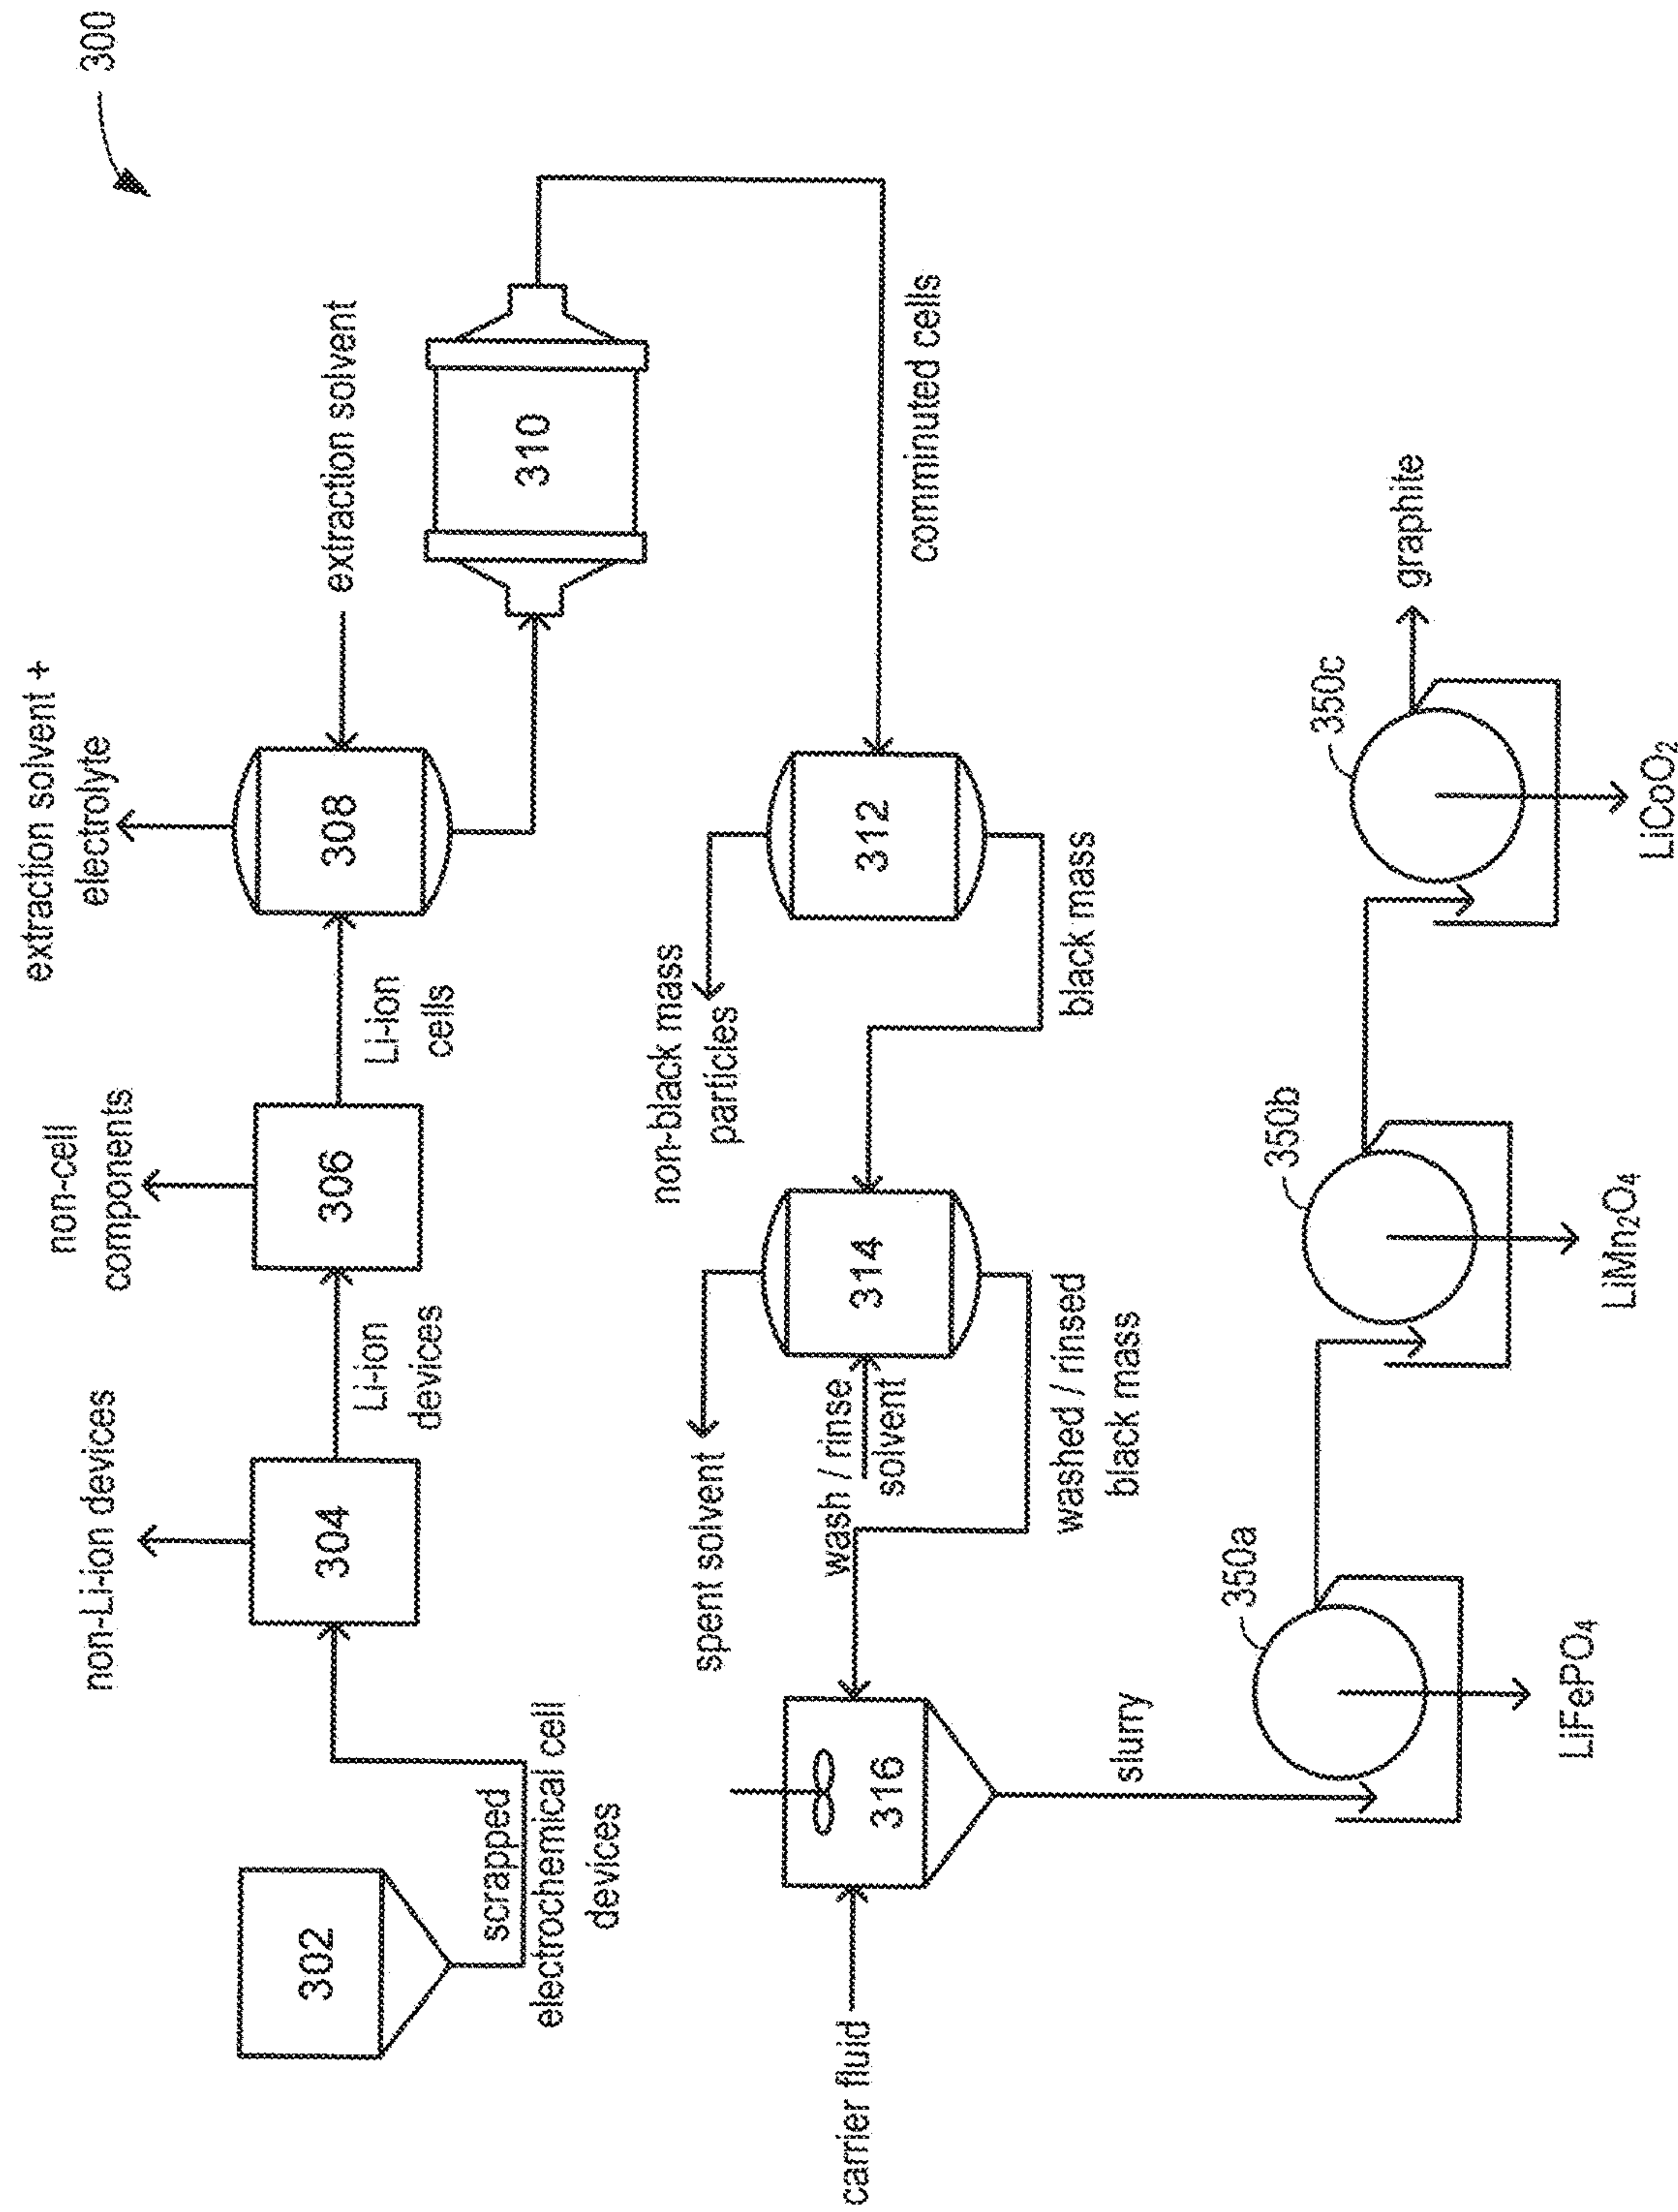 300
extraction solvent +
electrolyte
non-cell
components
non-Li-ion devices
302
304
306
308
310
extraction solvent
scrapped
electrochemical cell
devices
Li-ion
devices
Li-ion
cells
comminuted cells
non-black mass
particles
spent solvent
wash / rinse
solvent
carrier fluid
316
314
312
black mass
washed / rinsed
black mass
slurry
350a
350b
350c
graphite
LiFePO₄
LiMn₂O₄
LiCoO₂